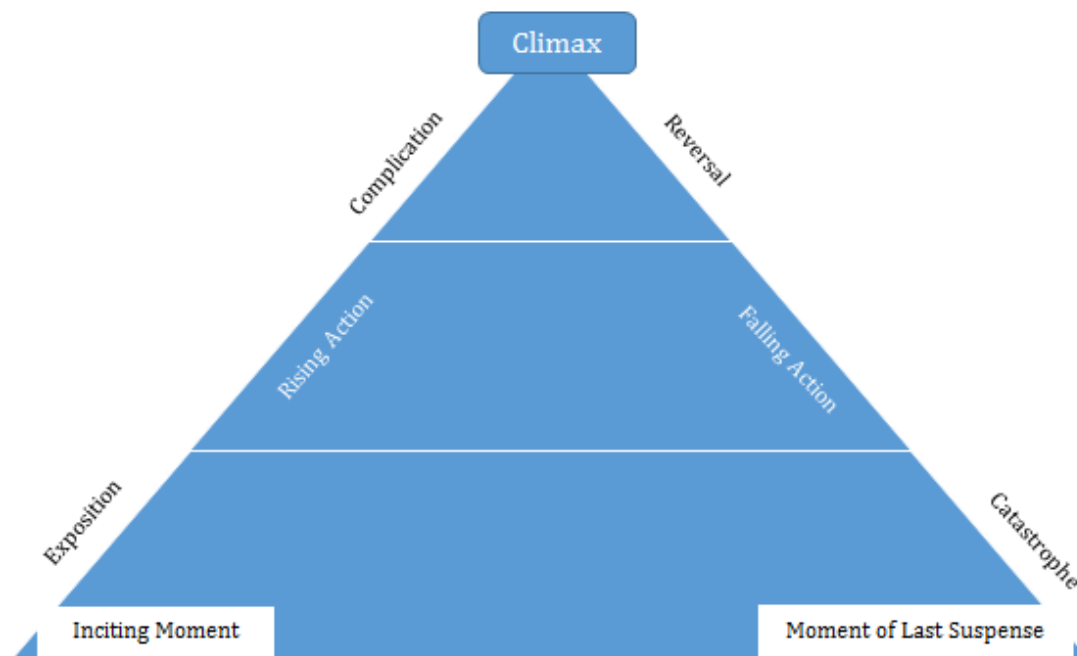 Climax
Complication
Reversal
Rising Action
Falling Action
Exposition
Catastrophe
Inciting Moment
Moment of Last Suspense